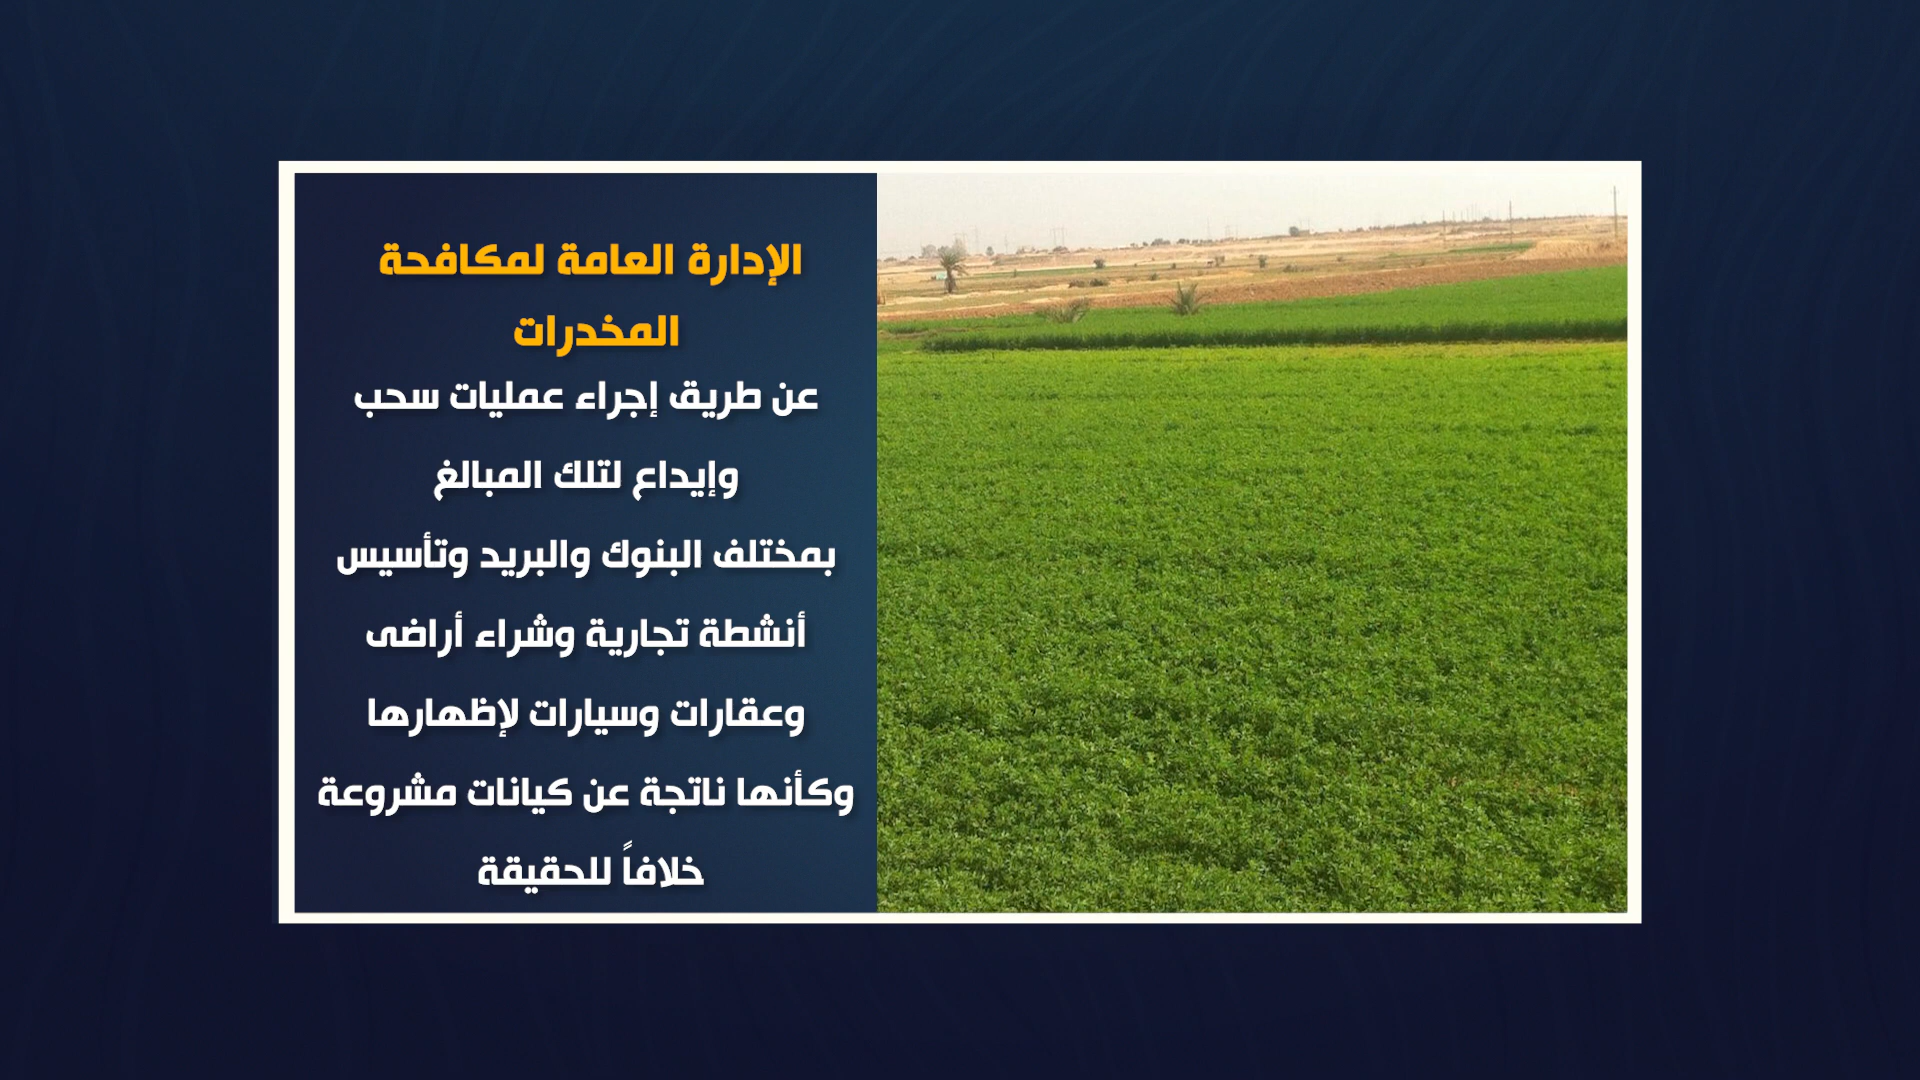 الإدارة العامة لمكافحة
المخدرات
عن طريق إجراء عمليات سحب
وإيداع لتلك المبالغ
بمختلف البنوك والبريد وتأسيس
أنشطة تجارية وشراء أراضى
وعقارات وسيارات لإظهارها
وكأنها ناتجة عن كيانات مشروعة
خلافاً للحقيقة